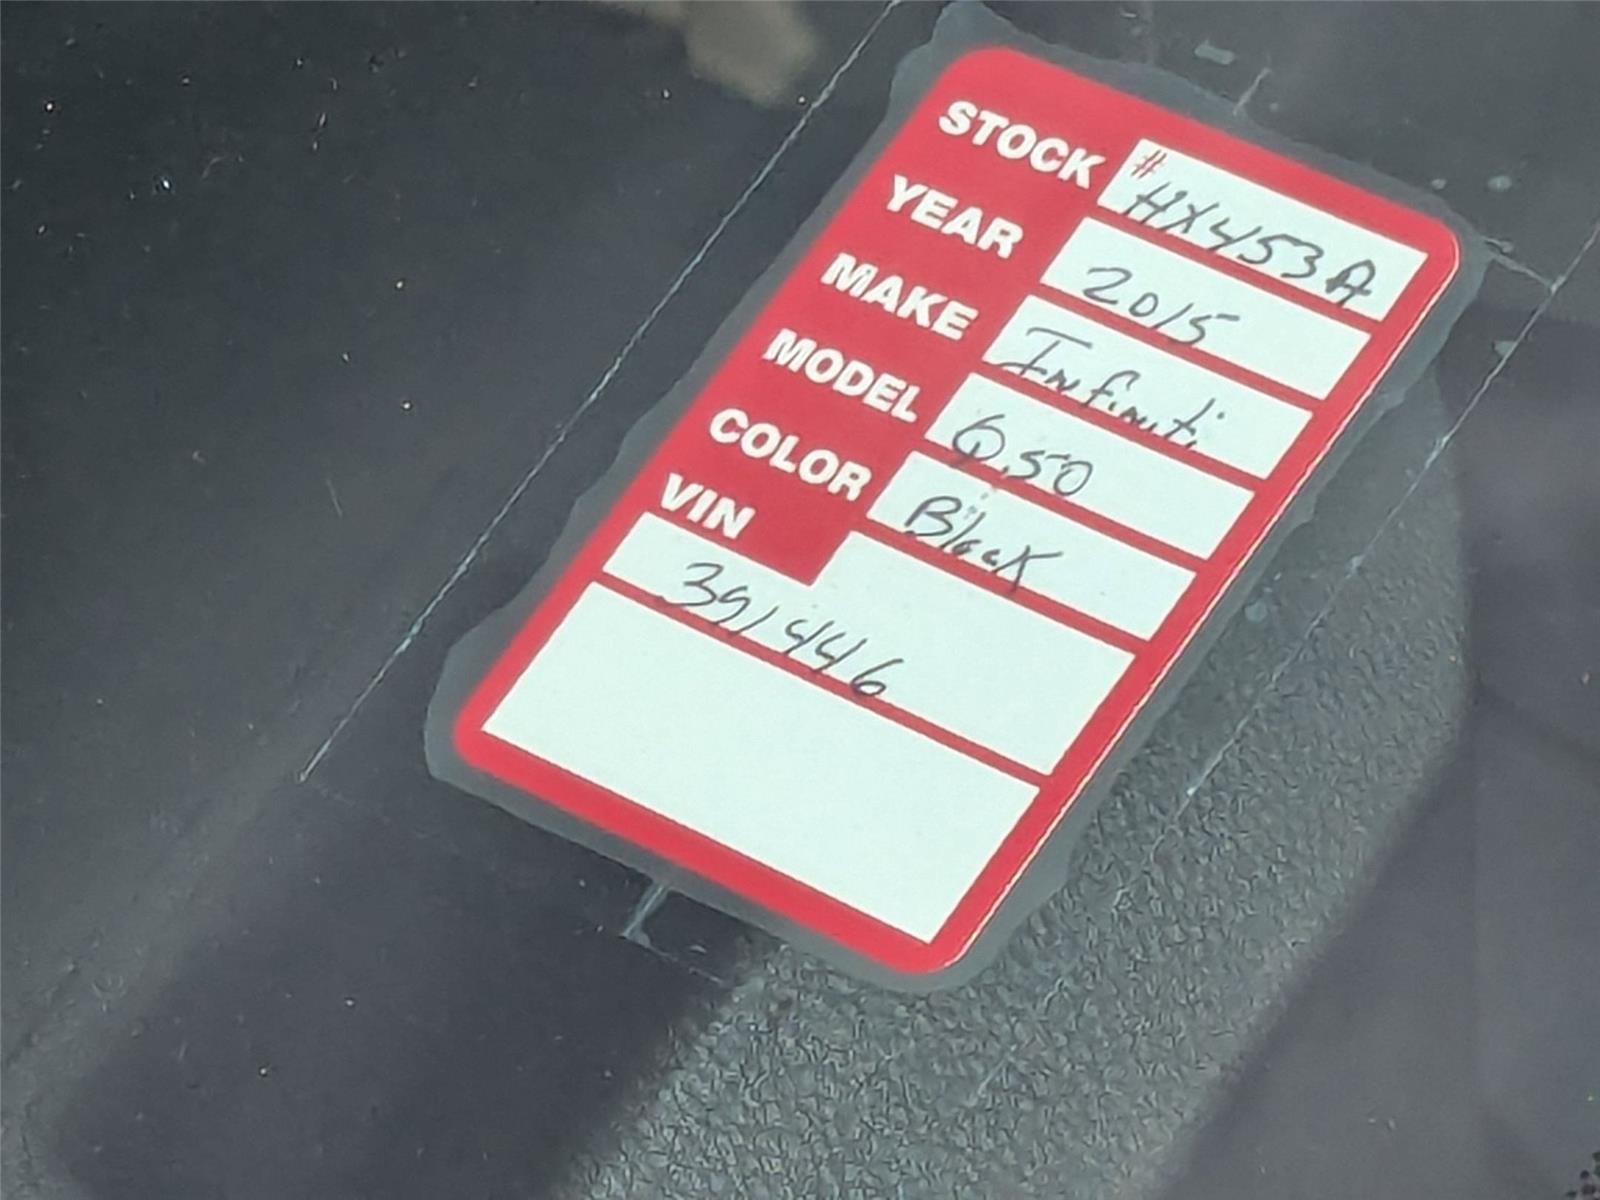 STOCK # HX453A
YEAR 2015
MAKE Infiniti
MODEL Q50
COLOR Black
VIN
391446